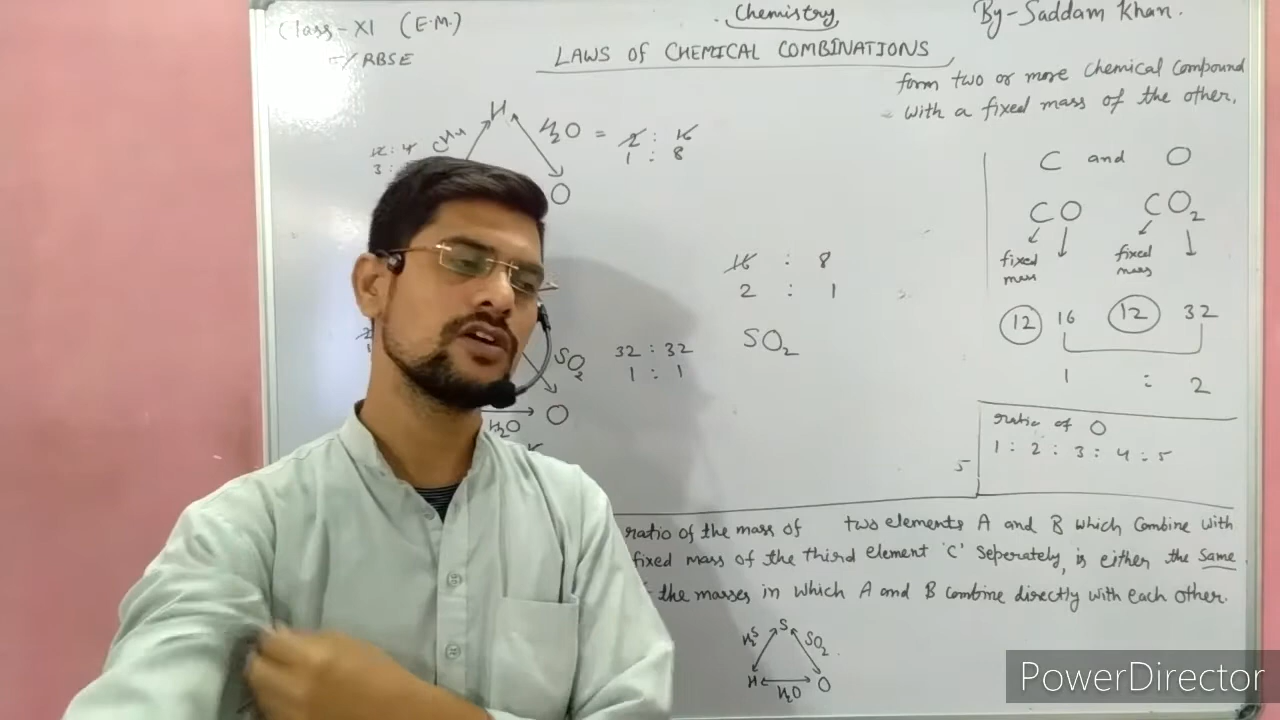 Class-XI (E.M.)
RBSE
Chemistry
By-Saddam Khan.
LAWS OF CHEMICAL COMBINATIONS
form two or more chemical compound
with a fixed mass of the other.
H
CH4
12 : 4
3 :
H2O = 2 : 16
1 : 8
O
16 : 8
2 : 1
SO2
SO2
32 : 32
1 : 1
O
H2O
C and O
CO CO2
fixed mass
fixed mass
12 16 12 32
1 : 2
ratio of O
1 : 2 : 3 : 4 : 5
5
ratio of the mass of two elements A and B which combine with
fixed mass of the third element 'C' seperately, is either the same
the masses in which A and B combine directly with each other.
S
H2S SO2
H H2O O
PowerDirector